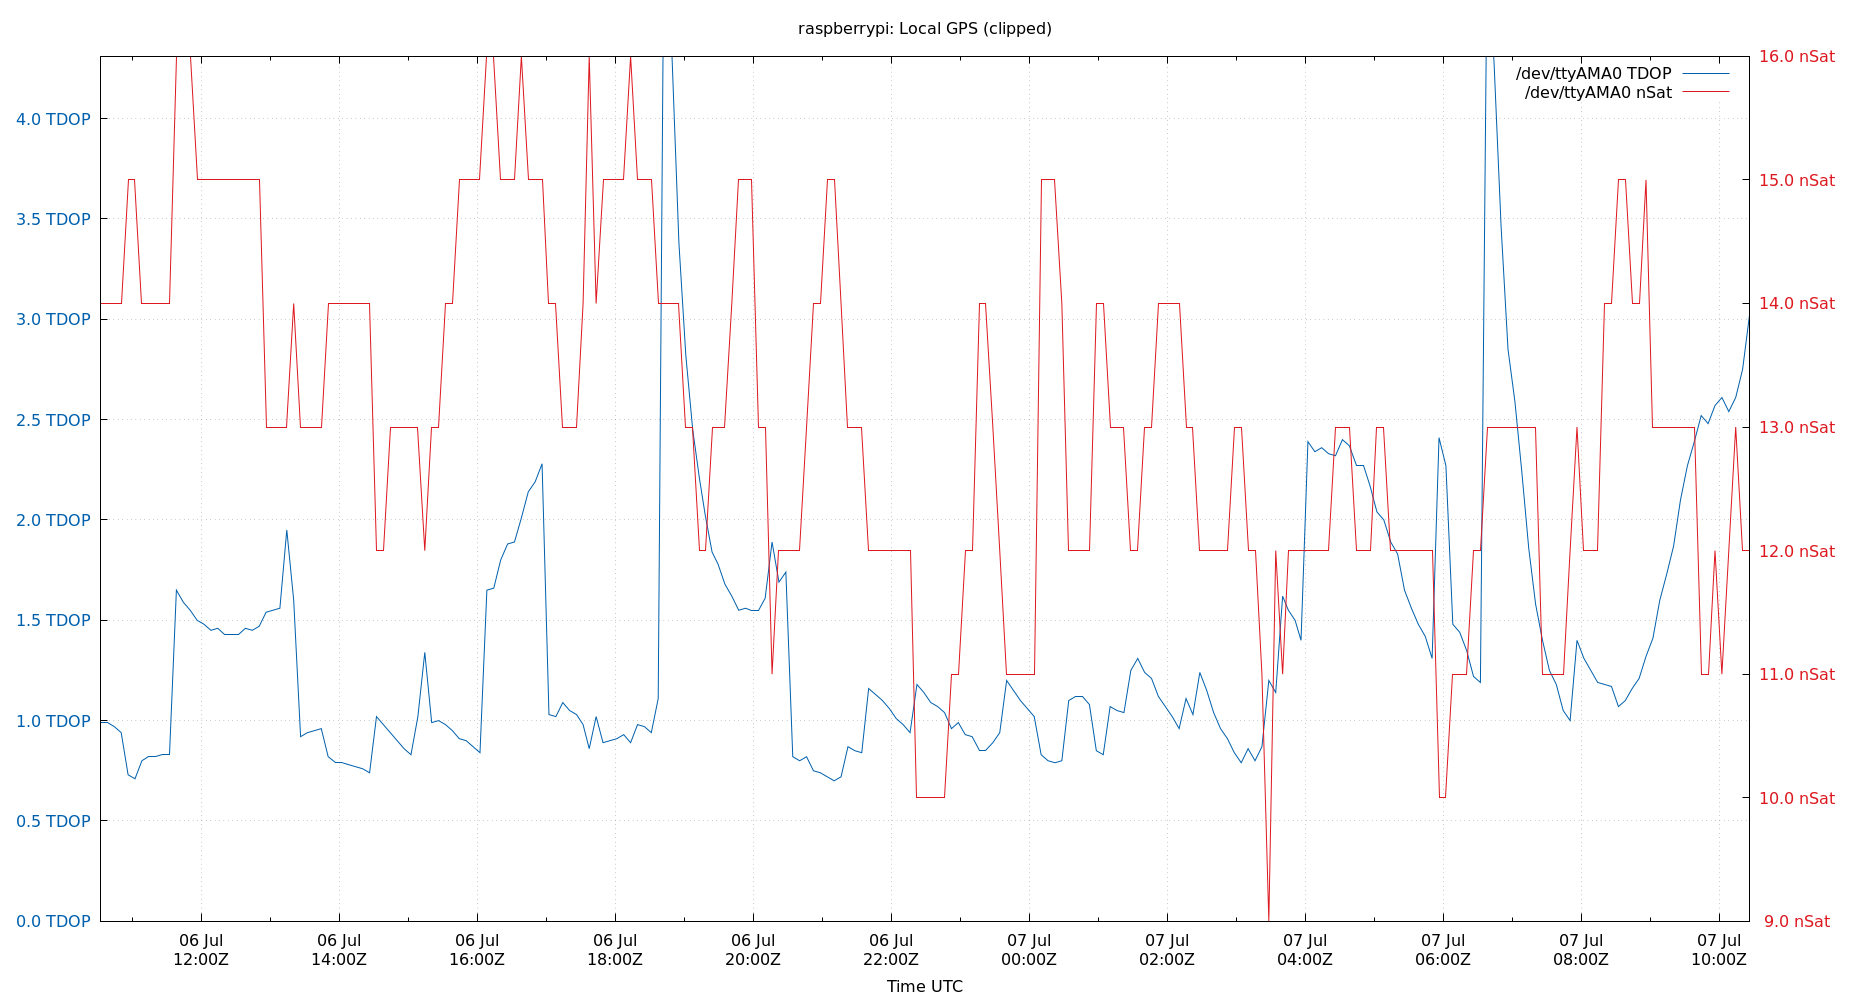 raspberrypi: Local GPS (clipped)
/dev/ttyAMA0 TDOP
/dev/ttyAMA0 nSat
4.0 TDOP
3.5 TDOP
3.0 TDOP
2.5 TDOP
2.0 TDOP
1.5 TDOP
1.0 TDOP
0.5 TDOP
0.0 TDOP
16.0 nSat
15.0 nSat
14.0 nSat
13.0 nSat
12.0 nSat
11.0 nSat
10.0 nSat
9.0 nSat
06 Jul
12:00Z
06 Jul
14:00Z
06 Jul
16:00Z
06 Jul
18:00Z
06 Jul
20:00Z
06 Jul
22:00Z
07 Jul
00:00Z
07 Jul
02:00Z
07 Jul
04:00Z
07 Jul
06:00Z
07 Jul
08:00Z
07 Jul
10:00Z
Time UTC